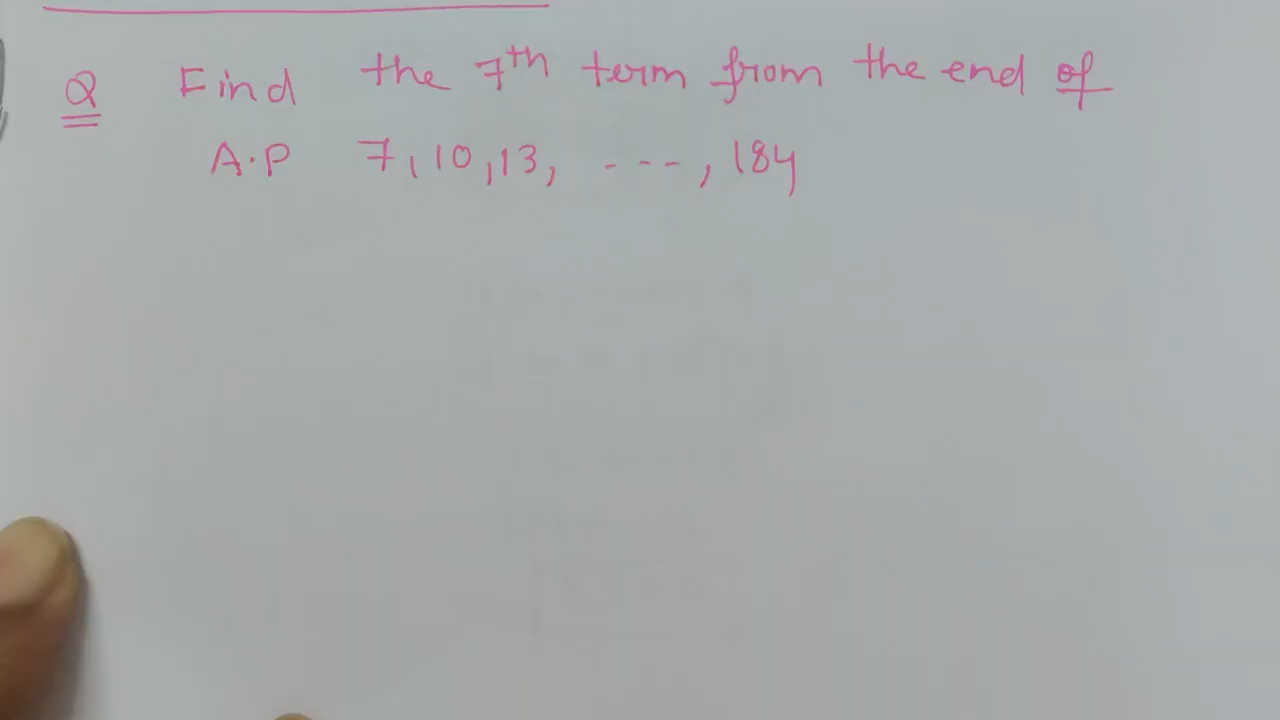 Q Find the 7th term from the end of
A.P 7, 10, 13, - - - -, 184